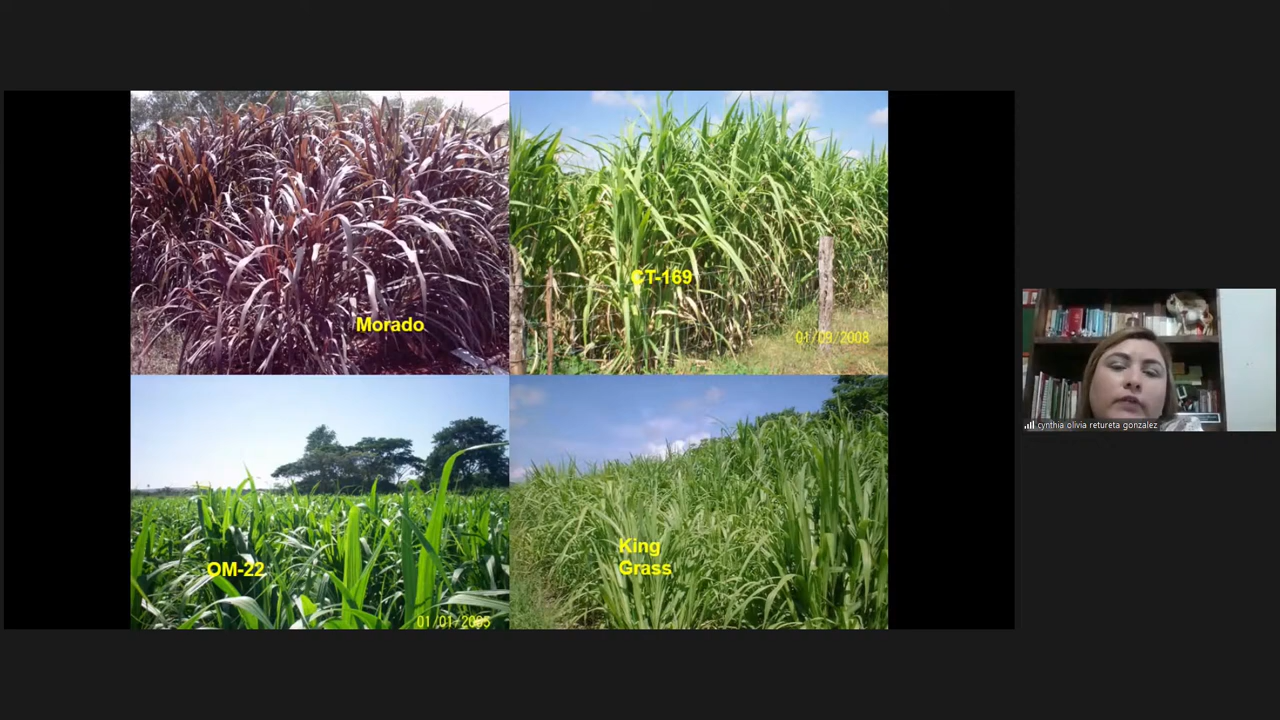 Morado
CT-169
01/09/2008
OM-22
01/01/2005
King
Grass
cynthia olivia retureta gonzalez